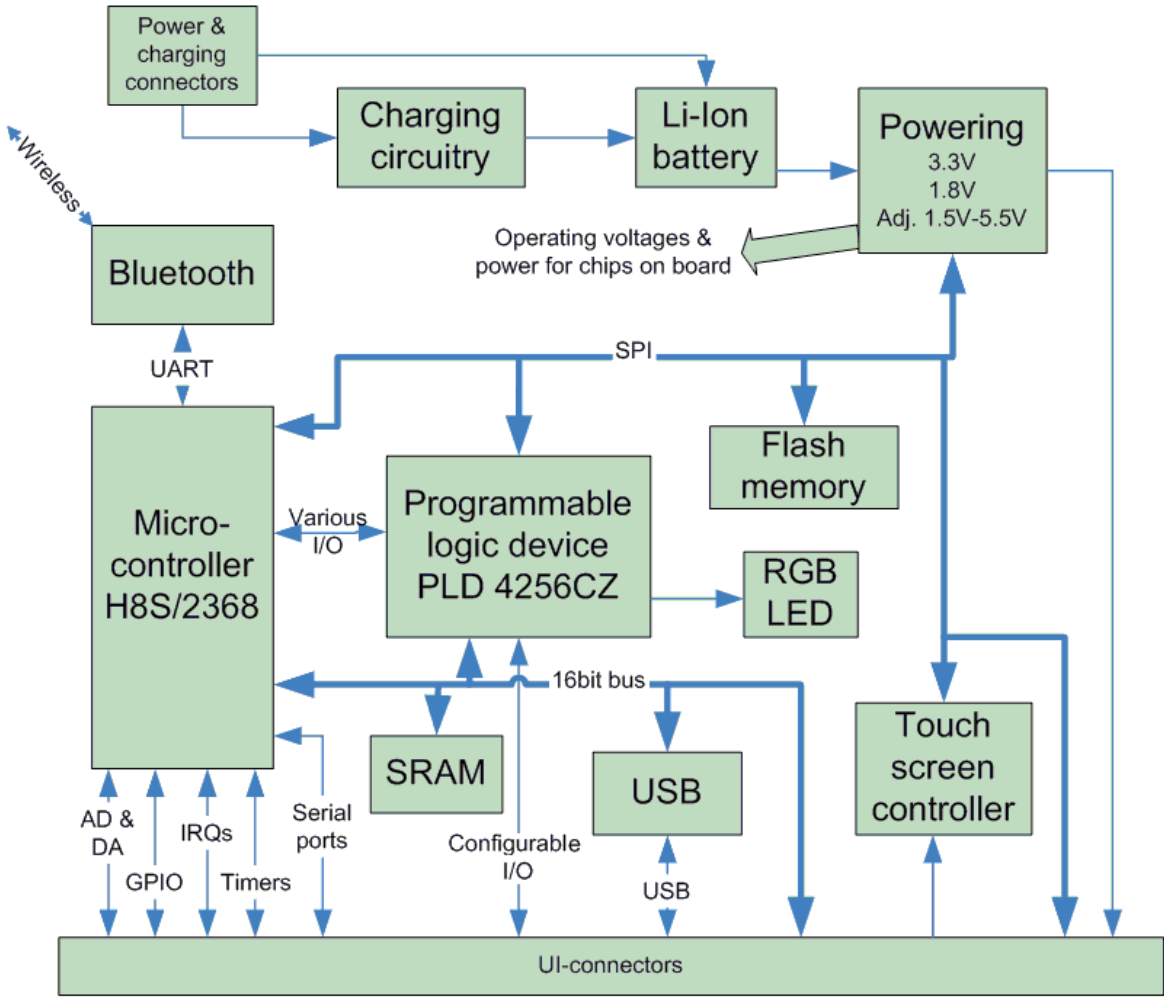 Power &
charging
connectors
Charging
circuitry
Li-Ion
battery
Powering
3.3V
1.8V
Adj. 1.5V-5.5V
Wireless
Operating voltages &
power for chips on board
Bluetooth
UART
SPI
Micro-
controller
H8S/2368
Various
I/O
Programmable
logic device
PLD 4256CZ
Flash
memory
RGB
LED
16bit bus
SRAM
USB
Touch
screen
controller
AD &
DA
GPIO
IRQs
Timers
Serial
ports
Configurable
I/O
USB
UI-connectors